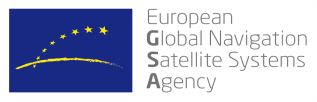 European
Global Navigation
Satellite Systems
Agency